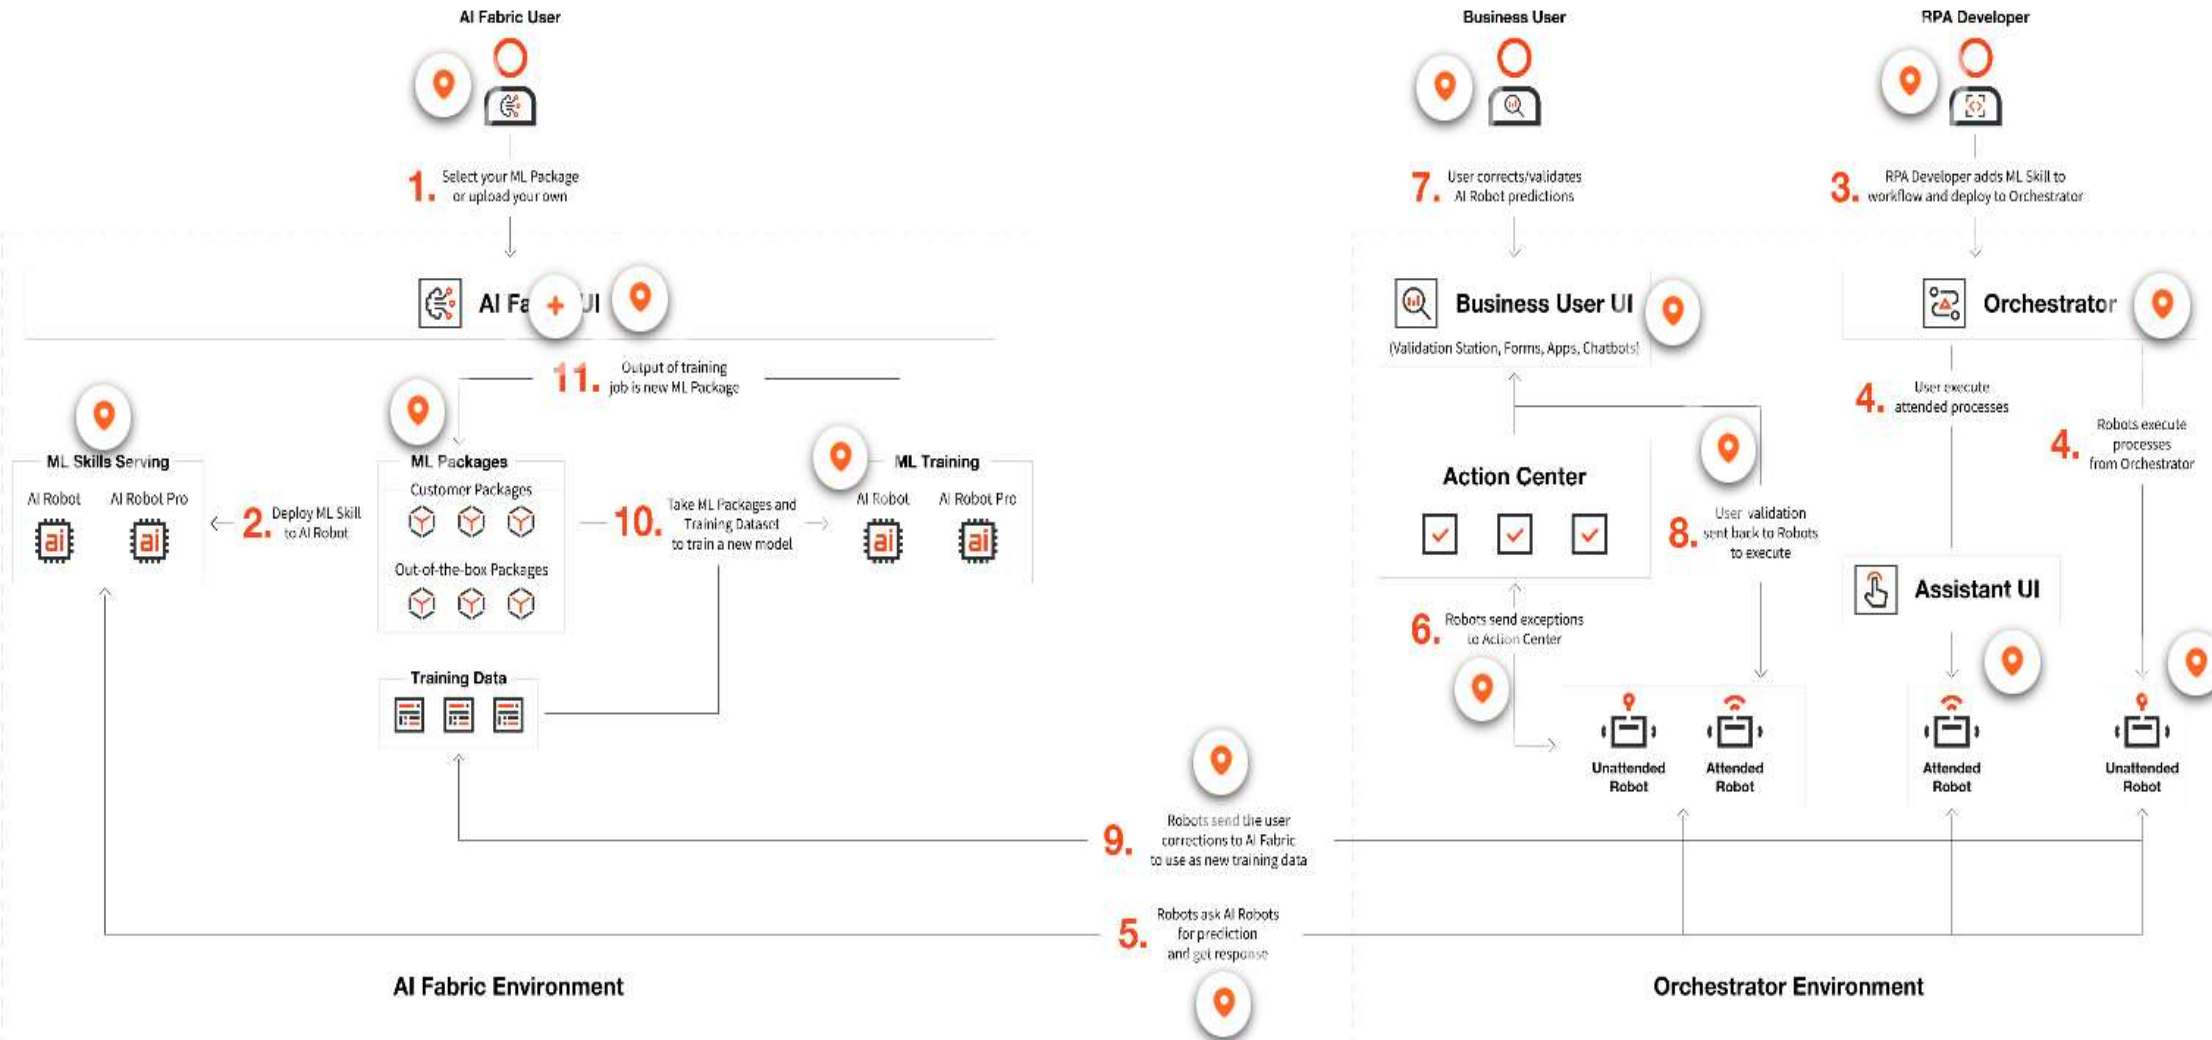 AI Fabric User
Business User
RPA Developer
1. Select your ML Package
or upload your own
7. User corrects/validates
AI Robot predictions
3. RPA Developer adds ML Skill to
workflow and deploy to Orchestrator
AI Fa UI
Business User UI
(Validation Station, Forms, Apps, Chatbots)
Orchestrator
11. Output of training
job is new ML Package
4. User execute
attended processes
4. Robots execute
processes
from Orchestrator
ML Skills Serving
AI Robot
AI Robot Pro
ai
ai
2. Deploy ML Skill
to AI Robot
ML Packages
Customer Packages
Out-of-the-box Packages
10. Take ML Packages and
Training Dataset
to train a new model
ML Training
AI Robot
AI Robot Pro
ai
ai
Action Center
8. User validation
sent back to Robots
to execute
Assistant UI
6. Robots send exceptions
to Action Center
Training Data
Unattended
Robot
Attended
Robot
Attended
Robot
Unattended
Robot
9. Robots send the user
corrections to AI Fabric
to use as new training data
5. Robots ask AI Robots
for prediction
and get response
AI Fabric Environment
Orchestrator Environment